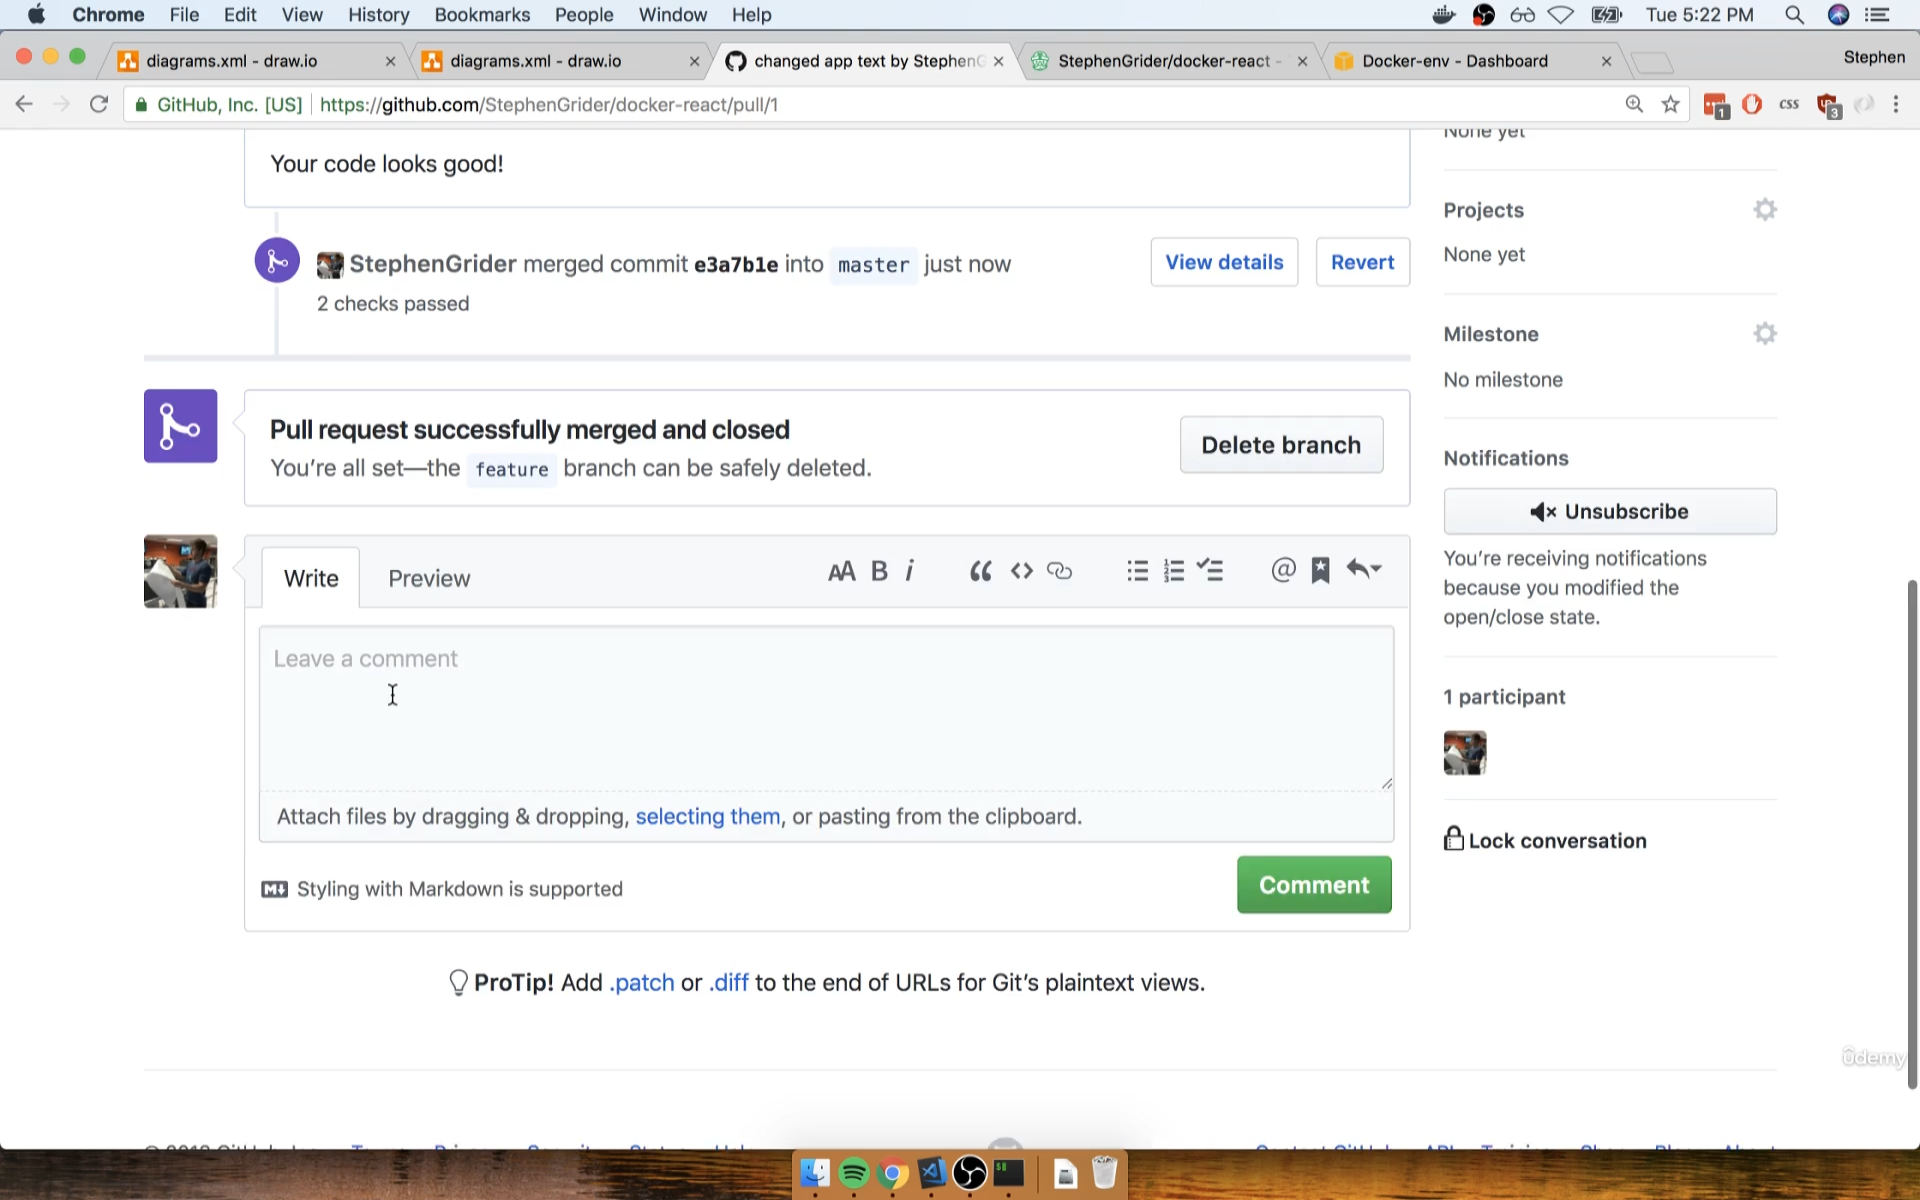 Chrome File Edit View History Bookmarks People Window Help Tue 5:22 PM
diagrams.xml - draw.io
diagrams.xml - draw.io
changed app text by StephenG
StephenGrider/docker-react -
Docker-env - Dashboard
Stephen
GitHub, Inc. [US] https://github.com/StephenGrider/docker-react/pull/1
1
css
3
None yet
Your code looks good!
Projects
None yet
StephenGrider merged commit e3a7b1e into master just now
View details
Revert
2 checks passed
Milestone
No milestone
Pull request successfully merged and closed
You're all set—the feature branch can be safely deleted.
Delete branch
Notifications
Unsubscribe
You're receiving notifications
because you modified the
open/close state.
Write Preview
AA B i
Leave a comment
1 participant
Attach files by dragging & dropping, selecting them, or pasting from the clipboard.
Lock conversation
Styling with Markdown is supported
Comment
ProTip! Add .patch or .diff to the end of URLs for Git's plaintext views.
ûdemy